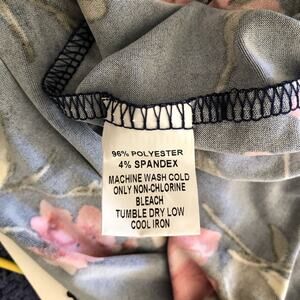 96% POLYESTER
4% SPANDEX
MACHINE WASH COLD
ONLY NON-CHLORINE
BLEACH
TUMBLE DRY LOW
COOL IRON